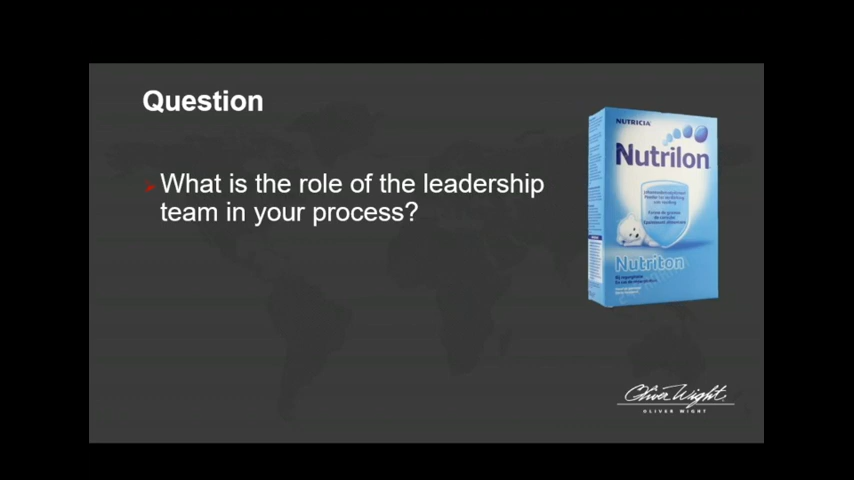 Question
What is the role of the leadership
team in your process?
NUTRICIA
Nutrilon
Nutriton
Oliver Wight
OLIVER WIGHT